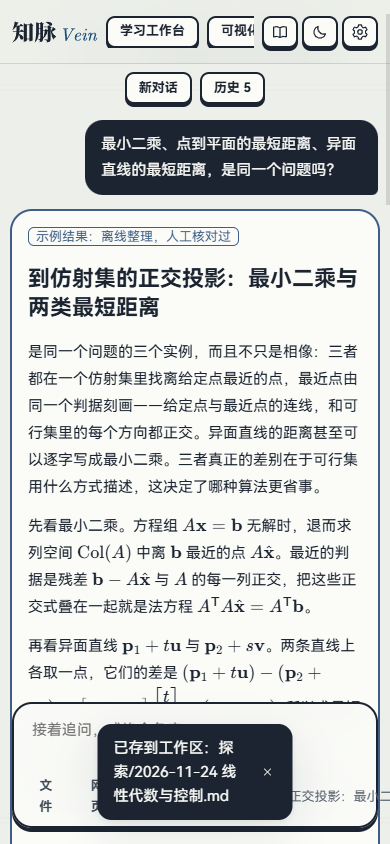 知脉 Vein 学习工作台 可视化
新对话 历史 5
最小二乘、点到平面的最短距离、异面
直线的最短距离，是同一个问题吗？
示例结果：离线整理，人工核对过
到仿射集的正交投影：最小二乘与
两类最短距离
是同一个问题的三个实例，而且不只是相像：三者
都在一个仿射集里找离给定点最近的点，最近点由
同一个判据刻画——给定点与最近点的连线，和可
行集里的每个方向都正交。异面直线的距离甚至可
以逐字写成最小二乘。三者真正的差别在于可行集
用什么方式描述，这决定了哪种算法更省事。
先看最小二乘。方程组 Ax = b 无解时，退而求
列空间 Col(A) 中离 b 最近的点 Ax̂。最近的判
据是残差 b − Ax̂ 与 A 的每一列正交，把这些正
交式叠在一起就是法方程 AᵀAx̂ = Aᵀb。
再看异面直线 p₁ + tu 与 p₂ + sv。两条直线上
各取一点，它们的差是 (p₁ + tu) − (p₂ +
接着追问，
已存到工作区：探
索/2026-11-24 线
性代数与控制.md
×
文
件
正交投影：最小二